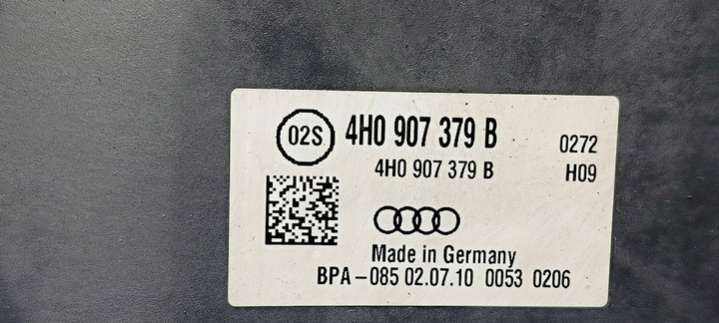 02S 4H0 907 379 B 0272
4H0 907 379 B H09
Made in Germany
BPA-085 02.07.10 0053 0206